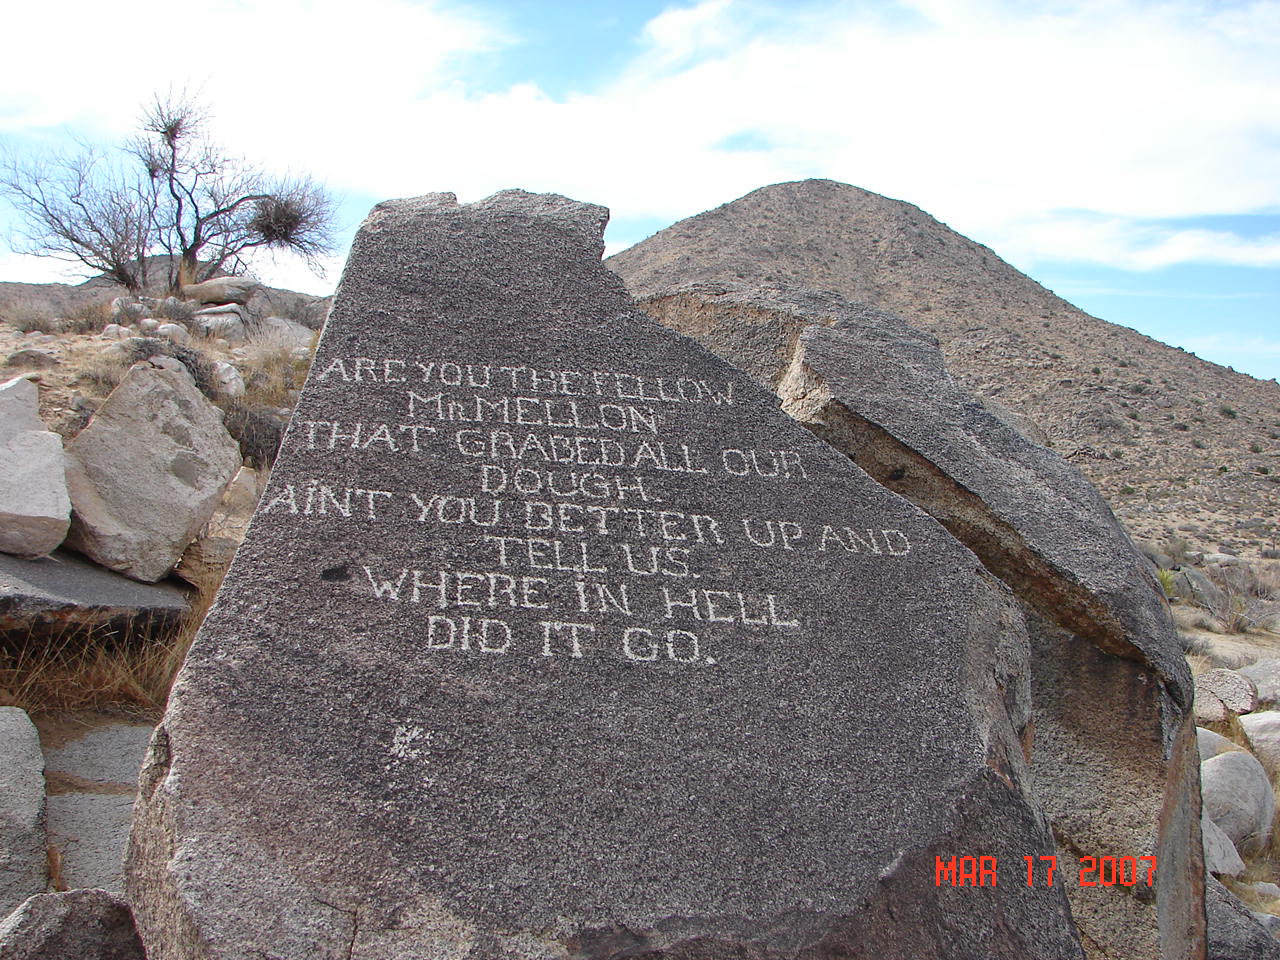 ARE YOU THE FELLOW
MR. MELLON
THAT GRABED ALL OUR
DOUGH.
AiNT YOU BETTER UP AND
TELL US.
WHERE iN HELL
DID IT GO.
MAR 17 2007